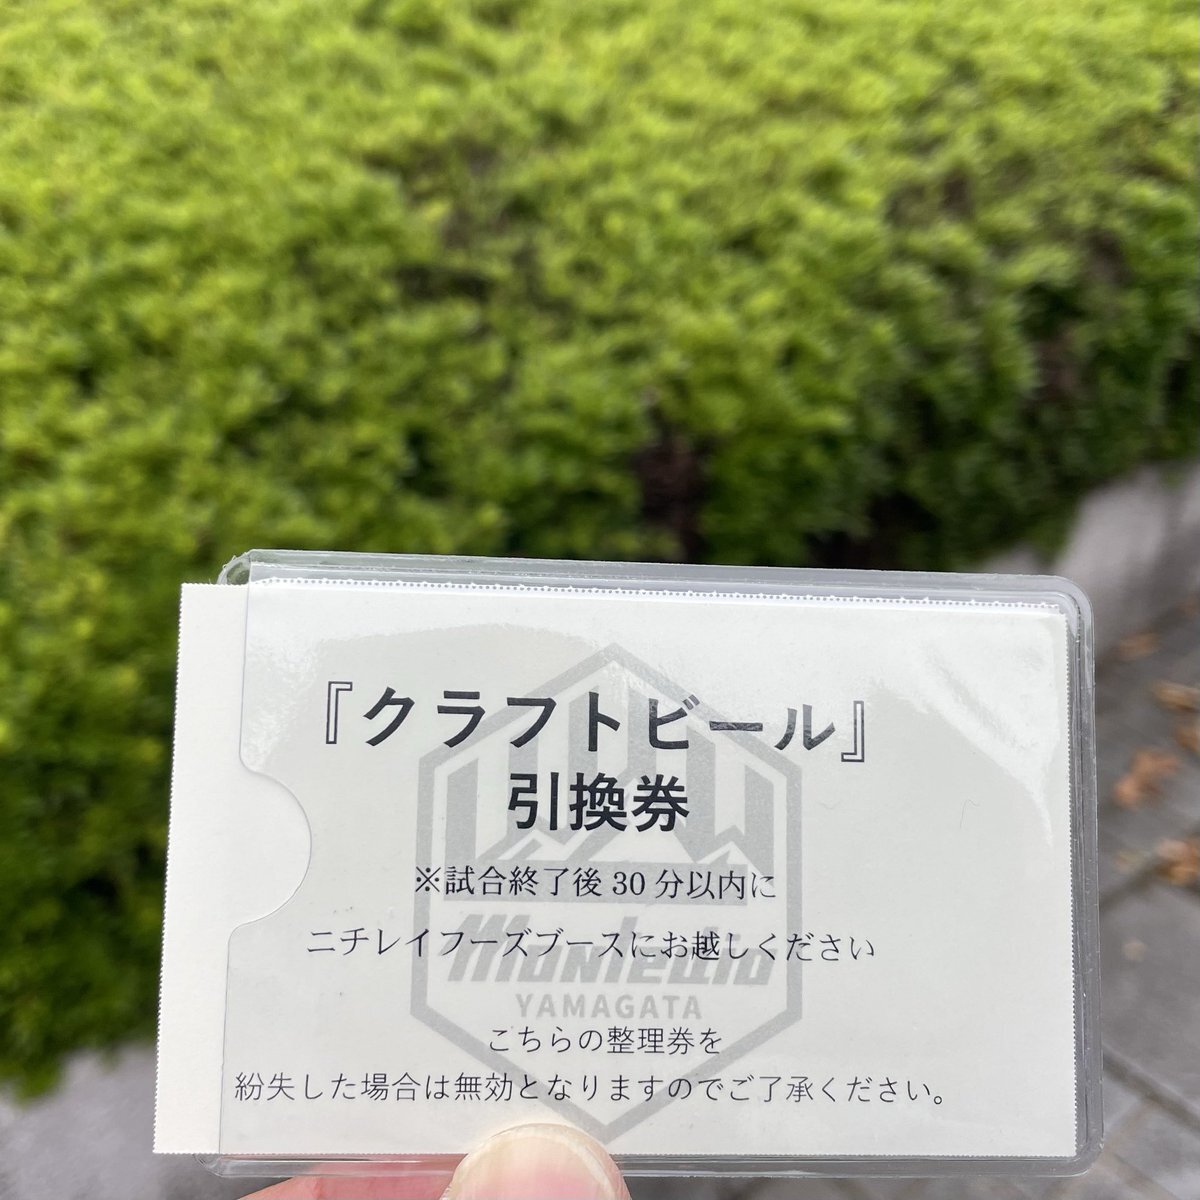 『クラフトビール』
引換券
※試合終了後 30 分以内に
ニチレイフーズブースにお越しください
Montedio
YAMAGATA
こちらの整理券を
紛失した場合は無効となりますのでご了承ください。